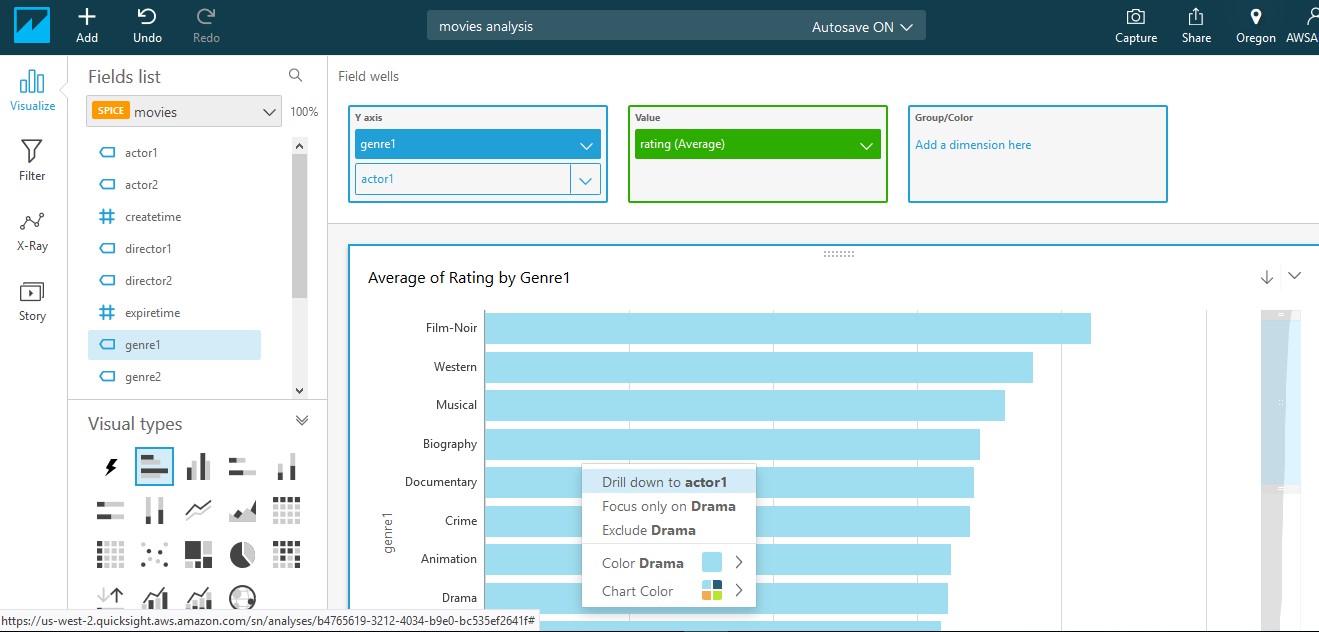 Add
Undo
Redo
movies analysis
Autosave ON
Capture
Share
Oregon
AWSA
Visualize
Filter
X-Ray
Story
Fields list
SPICE movies
100%
actor1
actor2
createtime
director1
director2
expiretime
genre1
genre2
Visual types
Field wells
Y axis
genre1
actor1
Value
rating (Average)
Group/Color
Add a dimension here
Average of Rating by Genre1
genre1
Film-Noir
Western
Musical
Biography
Documentary
Crime
Animation
Drama
Drill down to actor1
Focus only on Drama
Exclude Drama
Color Drama
Chart Color
https://us-west-2.quicksight.aws.amazon.com/sn/analyses/b4765619-3212-4034-b9e0-bc535ef2641f#